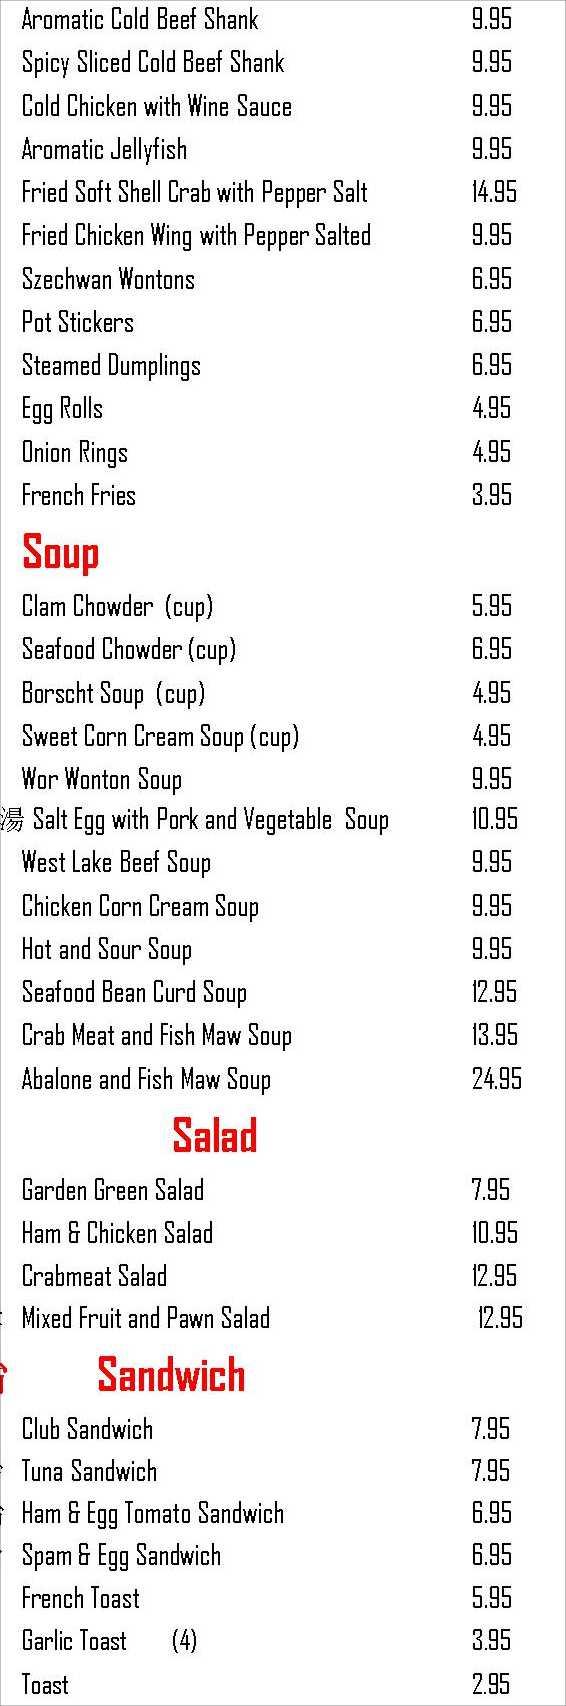 Aromatic Cold Beef Shank 9.95
Spicy Sliced Cold Beef Shank 9.95
Cold Chicken with Wine Sauce 9.95
Aromatic Jellyfish 9.95
Fried Soft Shell Crab with Pepper Salt 14.95
Fried Chicken Wing with Pepper Salted 9.95
Szechwan Wontons 6.95
Pot Stickers 6.95
Steamed Dumplings 6.95
Egg Rolls 4.95
Onion Rings 4.95
French Fries 3.95
Soup
Clam Chowder (cup) 5.95
Seafood Chowder (cup) 6.95
Borscht Soup (cup) 4.95
Sweet Corn Cream Soup (cup) 4.95
Wor Wonton Soup 9.95
湯 Salt Egg with Pork and Vegetable Soup 10.95
West Lake Beef Soup 9.95
Chicken Corn Cream Soup 9.95
Hot and Sour Soup 9.95
Seafood Bean Curd Soup 12.95
Crab Meat and Fish Maw Soup 13.95
Abalone and Fish Maw Soup 24.95
Salad
Garden Green Salad 7.95
Ham & Chicken Salad 10.95
Crabmeat Salad 12.95
Mixed Fruit and Pawn Salad 12.95
Sandwich
Club Sandwich 7.95
Tuna Sandwich 7.95
Ham & Egg Tomato Sandwich 6.95
Spam & Egg Sandwich 6.95
French Toast 5.95
Garlic Toast (4) 3.95
Toast 2.95